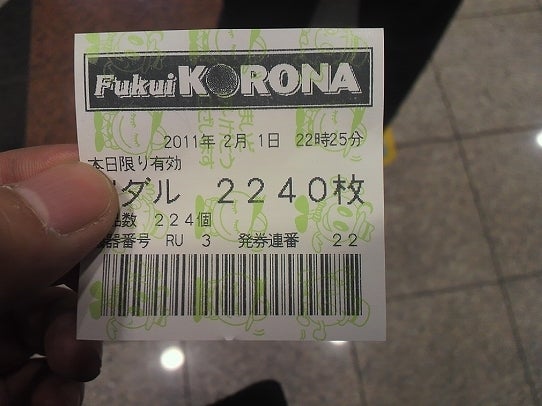 Fukui KORONA
2011年 2月 1日 22時25分
本日限り有効
ダル 2240枚
数 224個
器番号 RU 3 発券連番 22